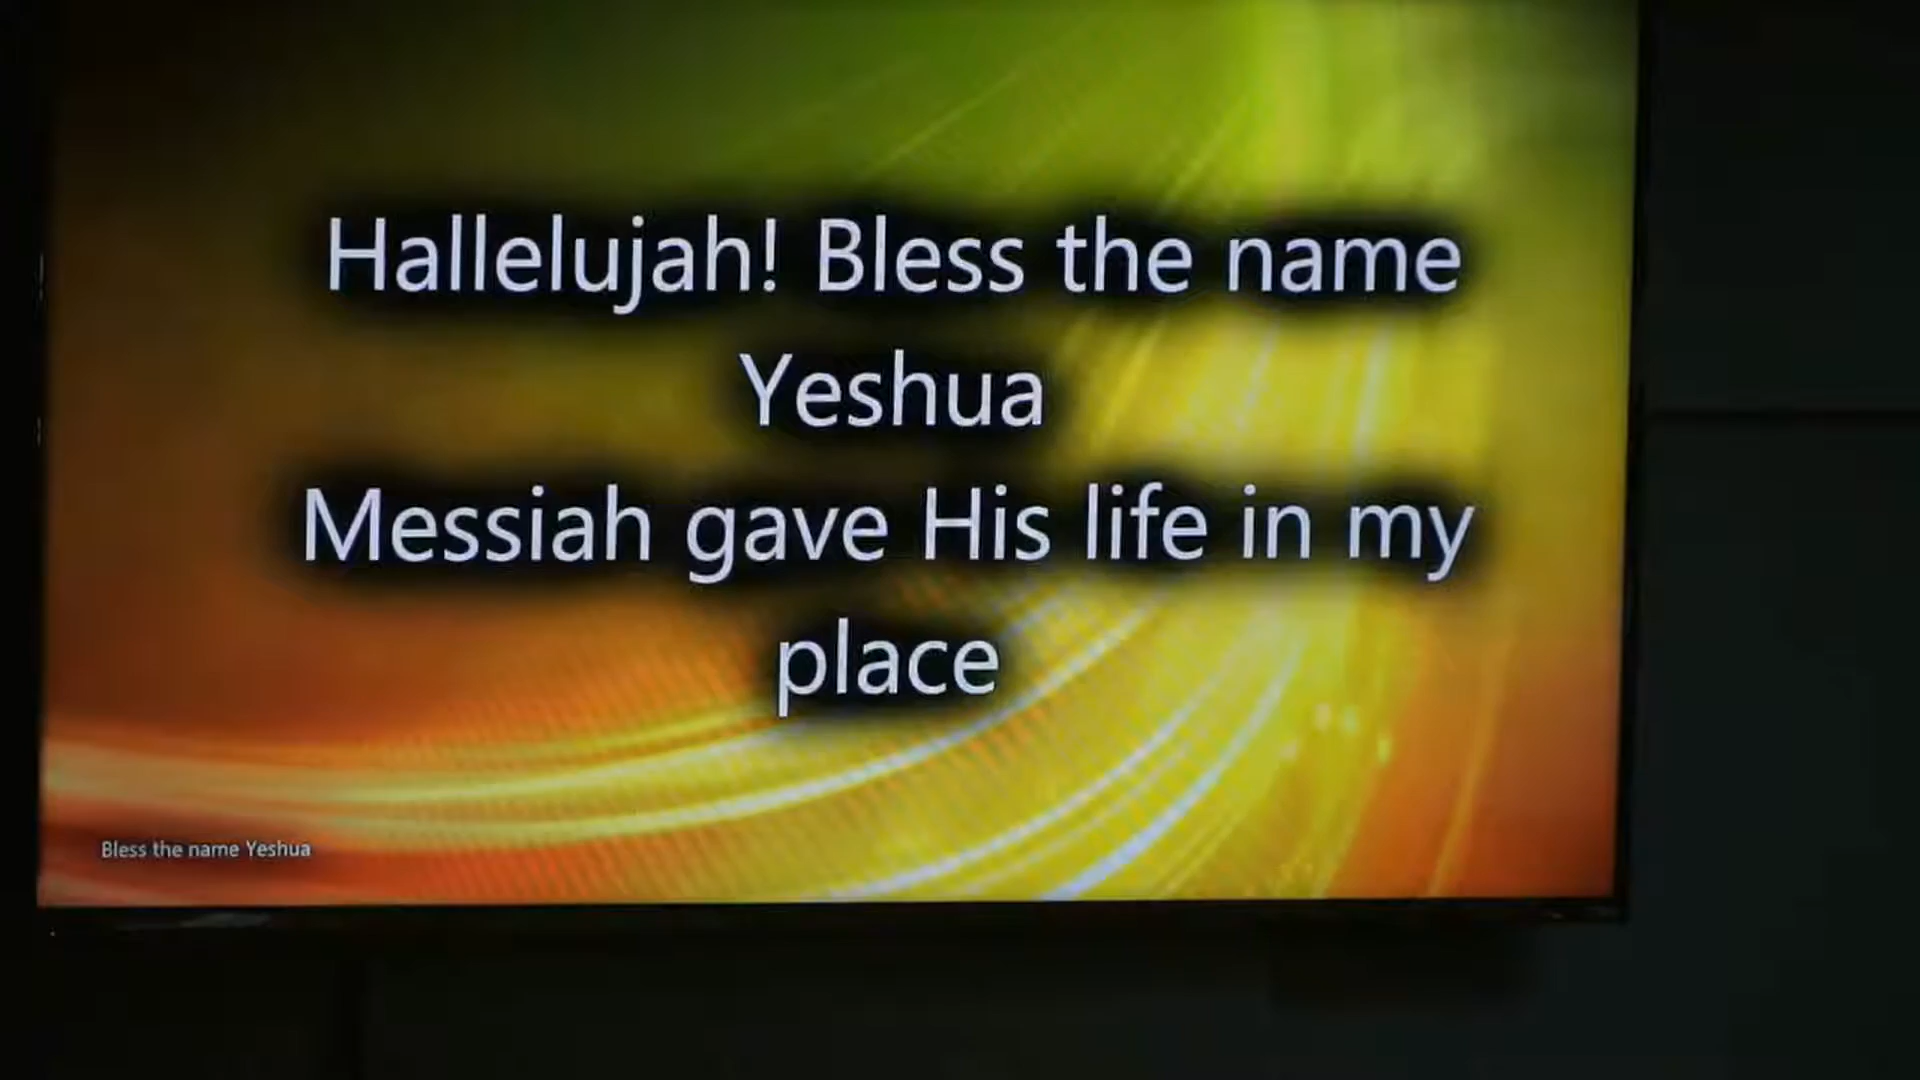 Hallelujah! Bless the name
Yeshua
Messiah gave His life in my
place
Bless the name Yeshua